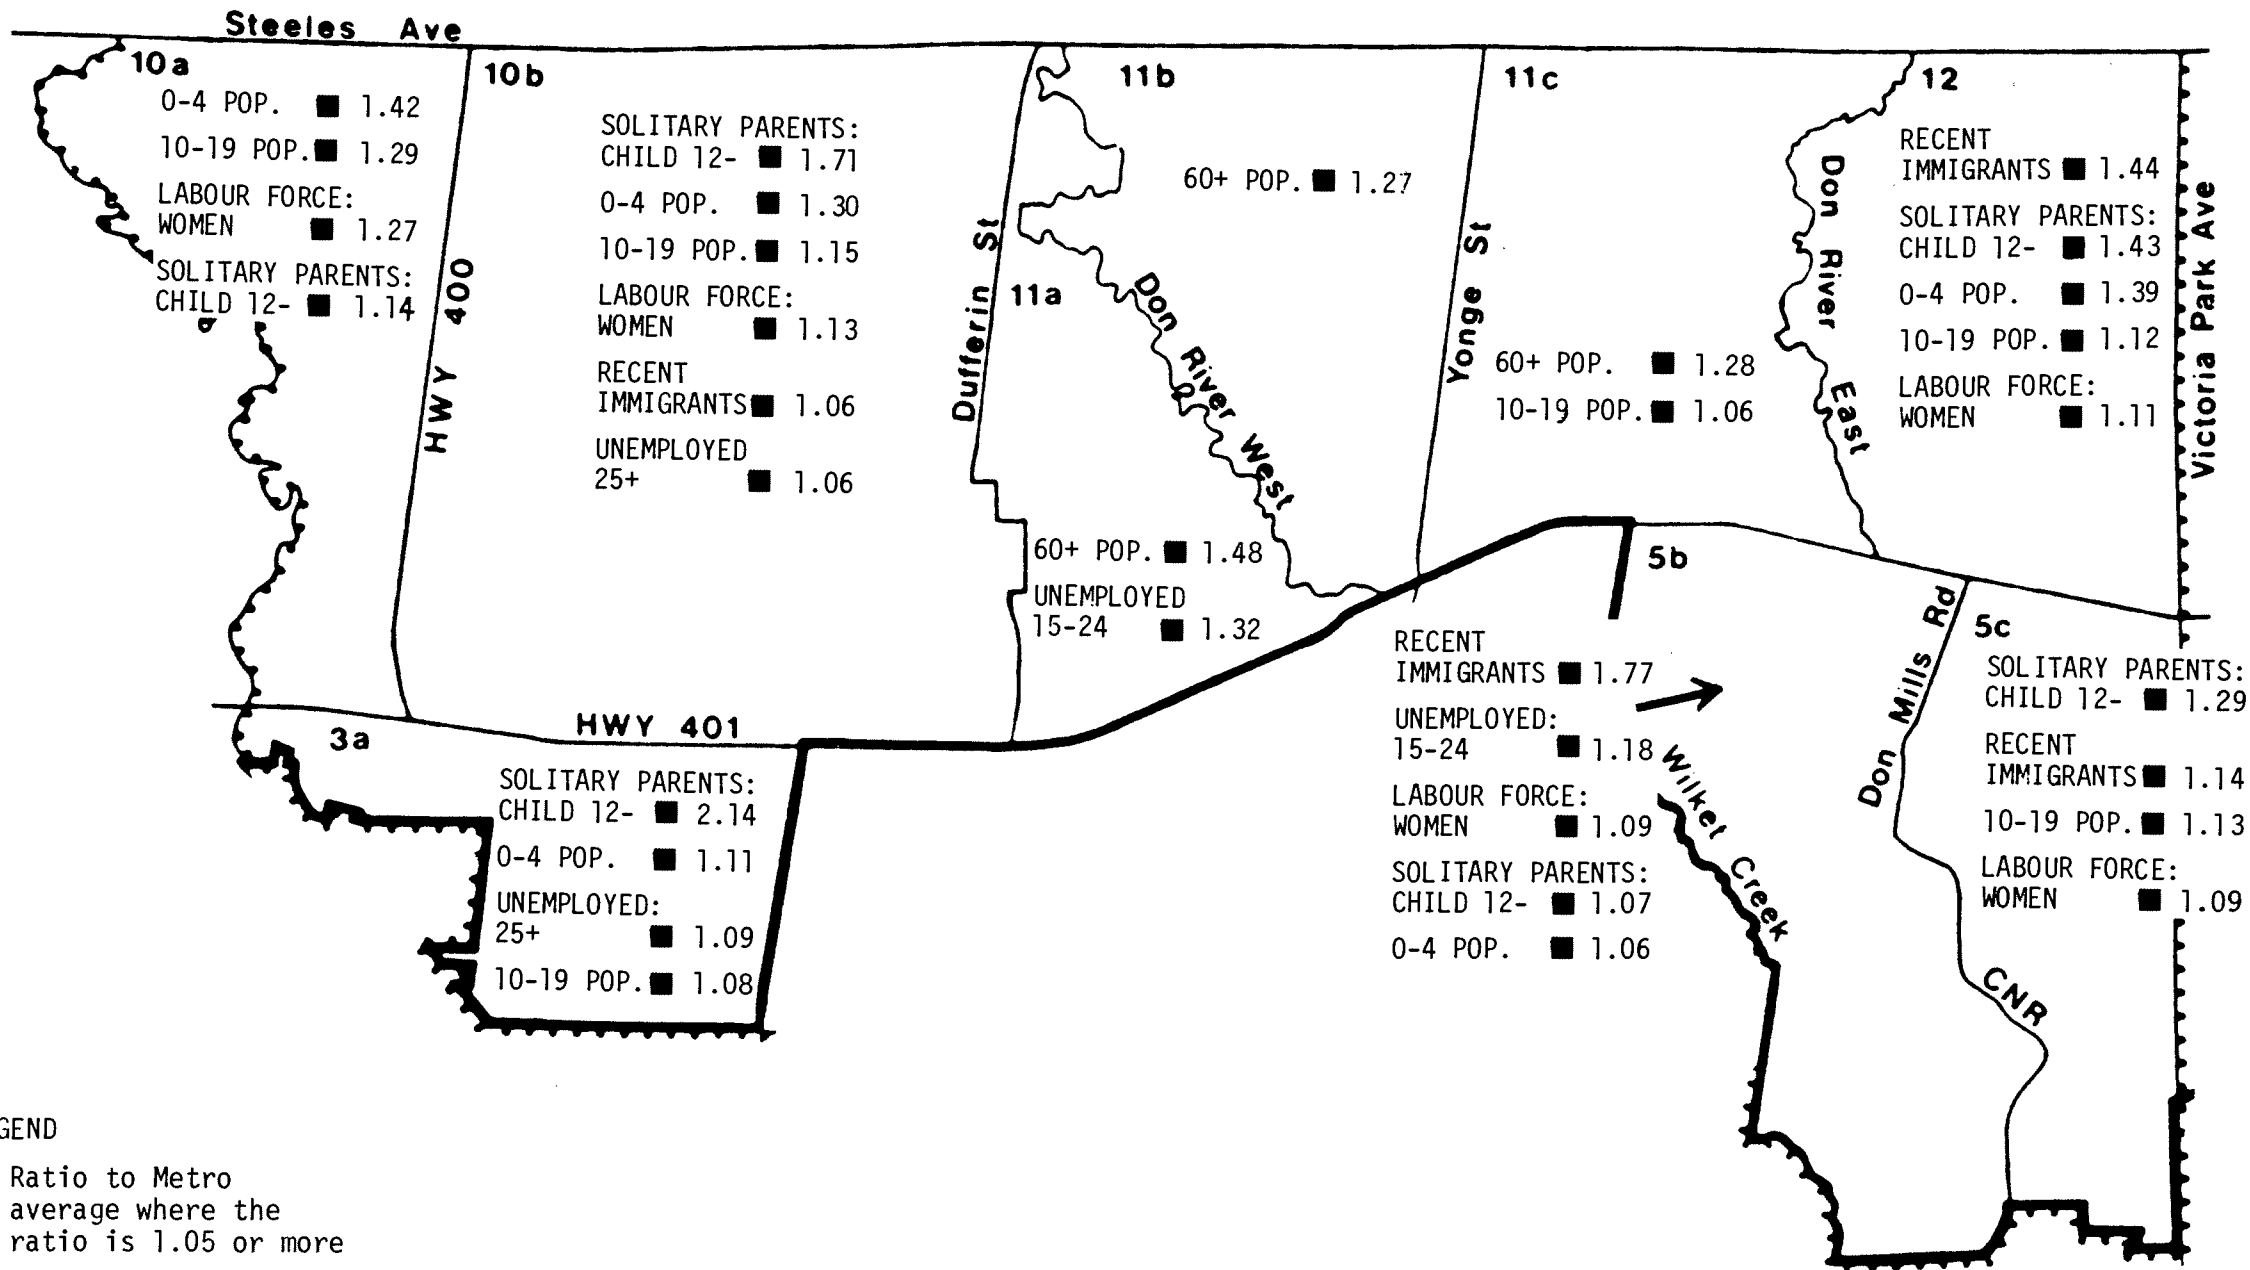 Steeles Ave
10a
0-4 POP. ■ 1.42
10-19 POP. ■ 1.29
LABOUR FORCE:
WOMEN ■ 1.27
SOLITARY PARENTS:
CHILD 12- ■ 1.14
HWY 400
10b
SOLITARY PARENTS:
CHILD 12- ■ 1.71
0-4 POP. ■ 1.30
10-19 POP. ■ 1.15
LABOUR FORCE:
WOMEN ■ 1.13
RECENT
IMMIGRANTS ■ 1.06
UNEMPLOYED
25+ ■ 1.06
Dufferin St
11a
60+ POP. ■ 1.48
UNEMPLOYED
15-24 ■ 1.32
Don River West
11b
60+ POP. ■ 1.27
Yonge St
11c
60+ POP. ■ 1.28
10-19 POP. ■ 1.06
Don River East
12
RECENT
IMMIGRANTS ■ 1.44
SOLITARY PARENTS:
CHILD 12- ■ 1.43
0-4 POP. ■ 1.39
10-19 POP. ■ 1.12
LABOUR FORCE:
WOMEN ■ 1.11
Victoria Park Ave
HWY 401
3a
SOLITARY PARENTS:
CHILD 12- ■ 2.14
0-4 POP. ■ 1.11
UNEMPLOYED:
25+ ■ 1.09
10-19 POP. ■ 1.08
5b
RECENT
IMMIGRANTS ■ 1.77
UNEMPLOYED:
15-24 ■ 1.18
LABOUR FORCE:
WOMEN ■ 1.09
SOLITARY PARENTS:
CHILD 12- ■ 1.07
0-4 POP. ■ 1.06
Wilket Creek
Don Mills Rd
5c
SOLITARY PARENTS:
CHILD 12- ■ 1.29
RECENT
IMMIGRANTS ■ 1.14
10-19 POP. ■ 1.13
LABOUR FORCE:
WOMEN ■ 1.09
CNR
GEND
Ratio to Metro
average where the
ratio is 1.05 or more